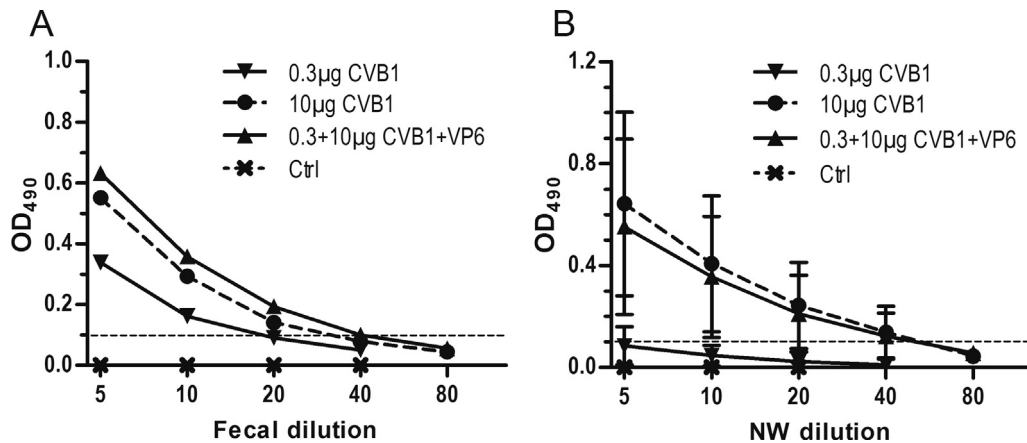 A
OD490
1.0
0.8
0.6
0.4
0.2
0.0
0.3µg CVB1
10µg CVB1
0.3+10µg CVB1+VP6
Ctrl
5 10 20 40 80
Fecal dilution
B
OD490
1.2
0.8
0.4
0.0
0.3µg CVB1
10µg CVB1
0.3+10µg CVB1+VP6
Ctrl
5 10 20 40 80
NW dilution